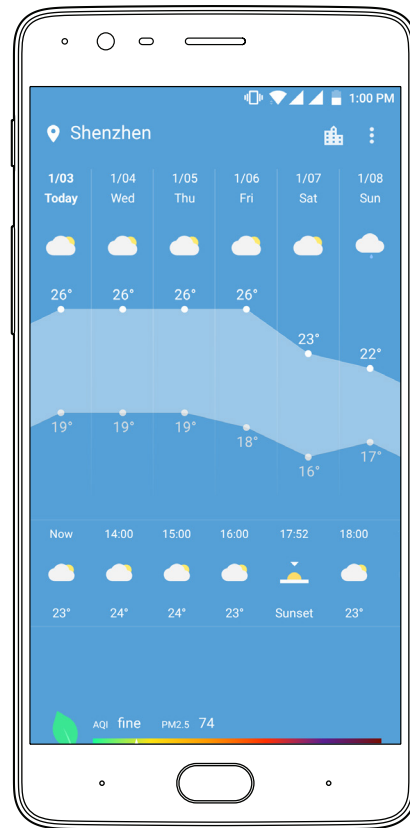 1:00 PM
Shenzhen
1/03 1/04 1/05 1/06 1/07 1/08
Today Wed Thu Fri Sat Sun
26° 26° 26° 26°
23°
22°
19° 19° 19°
18°
17°
16°
Now 14:00 15:00 16:00 17:52 18:00
23° 24° 24° 23° Sunset 23°
AQI fine PM2.5 74